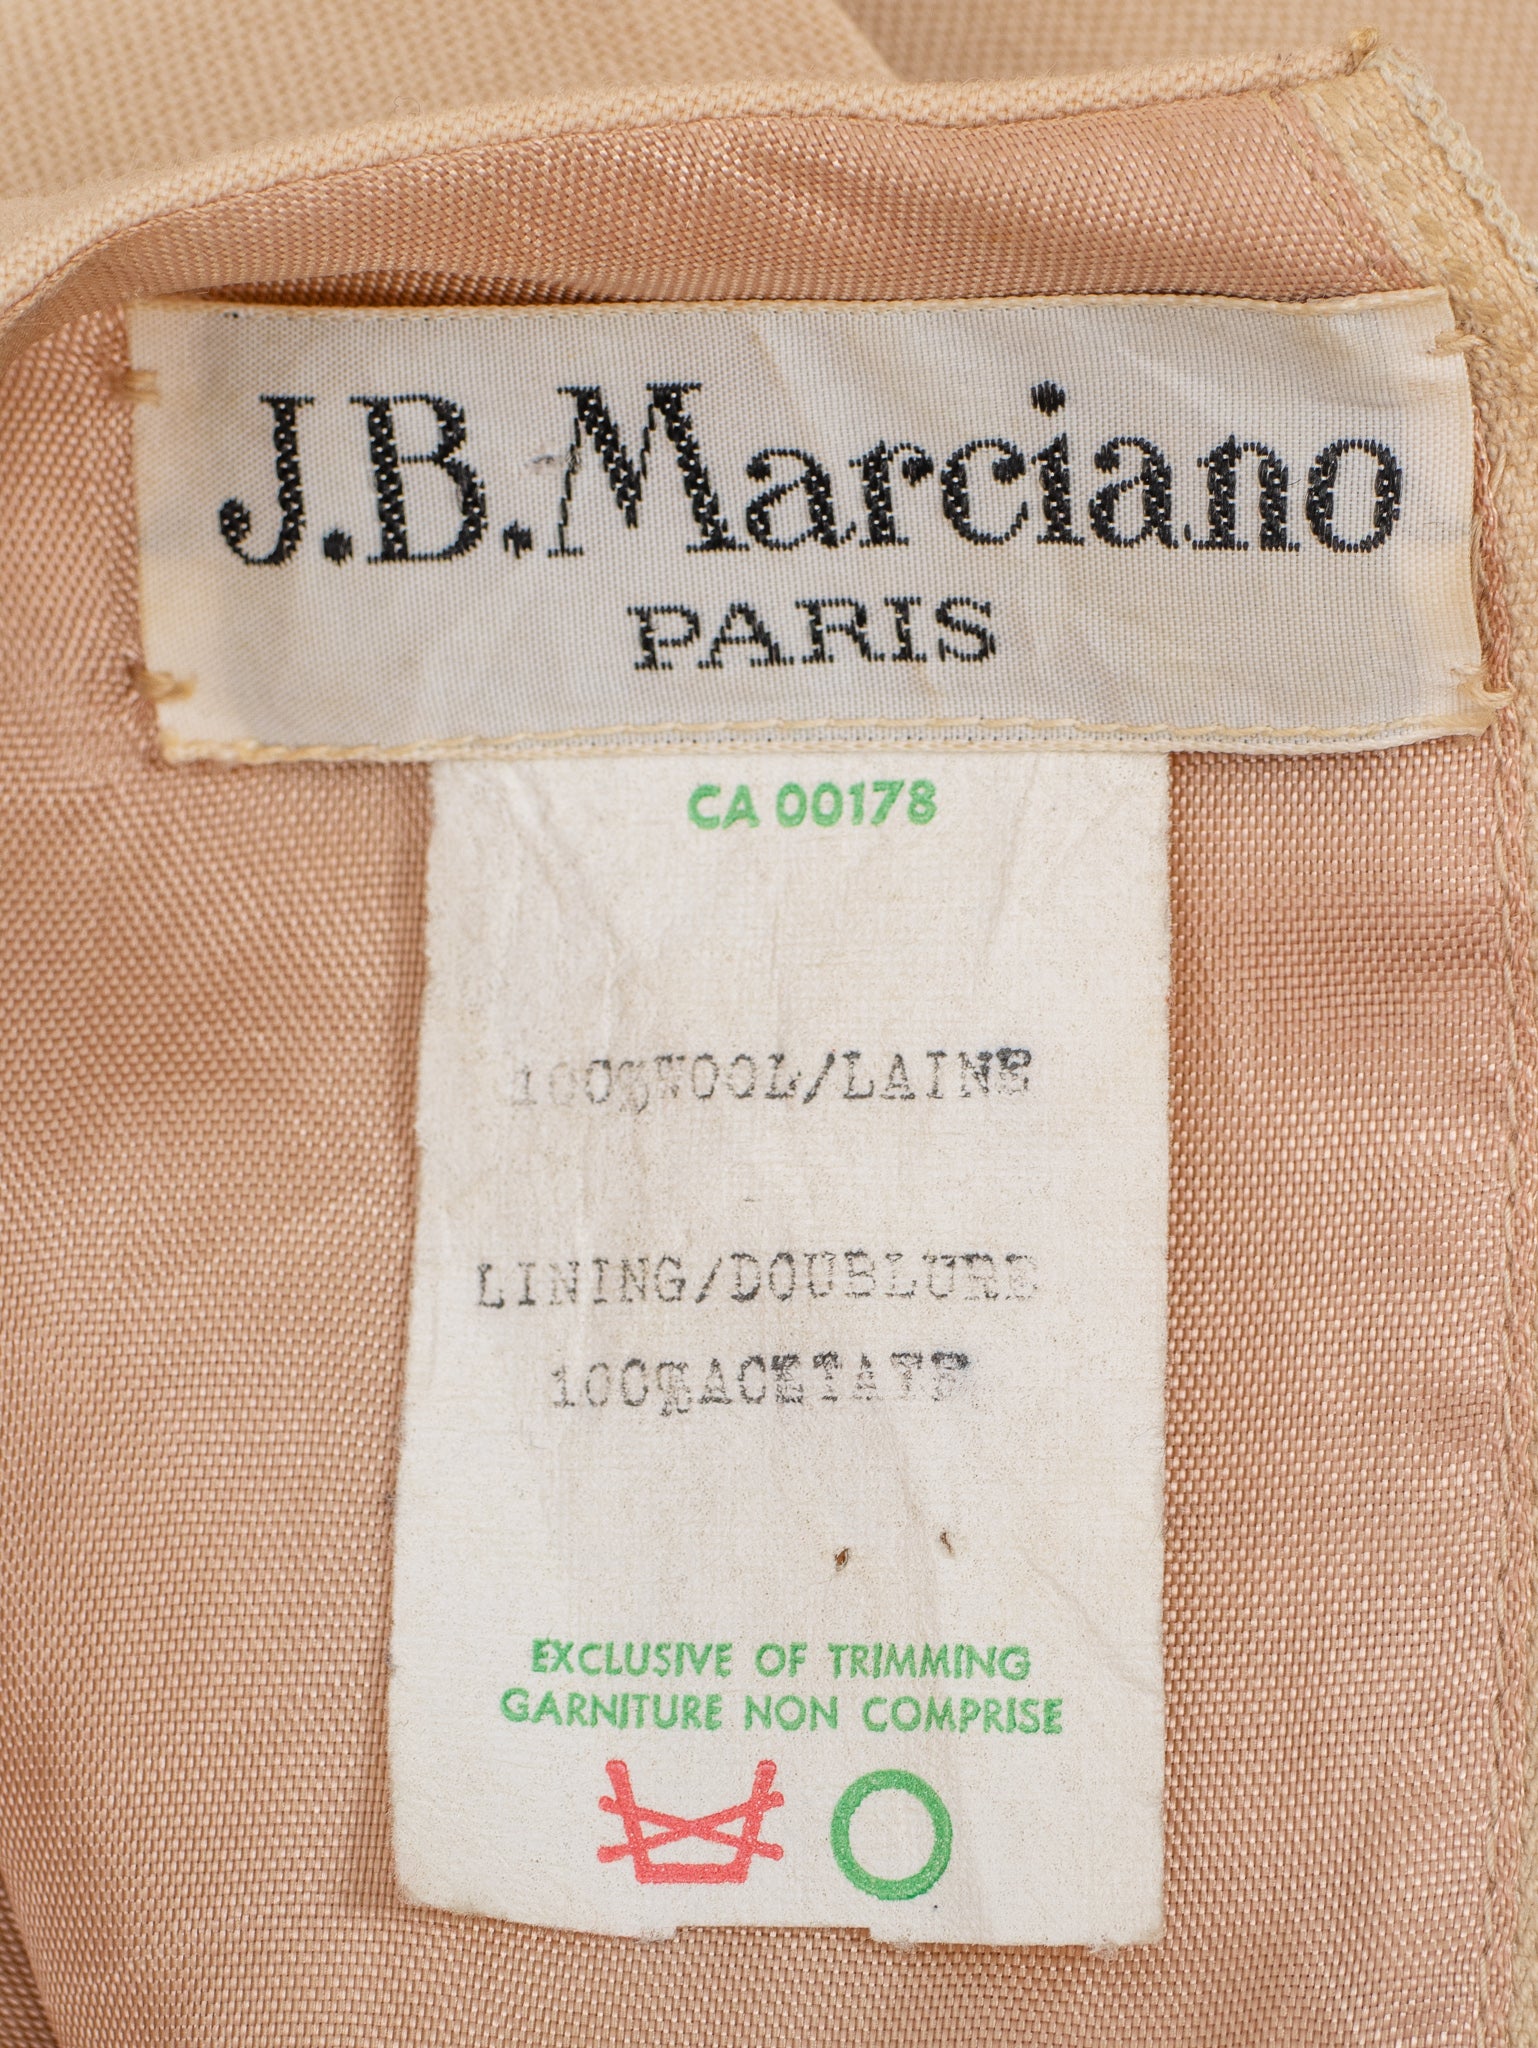 J.B.Marciano
PARIS
CA 00178
100%WOOL/LAINE
LINING/DOUBLURE
100%ACETATE
EXCLUSIVE OF TRIMMING
GARNITURE NON COMPRISE